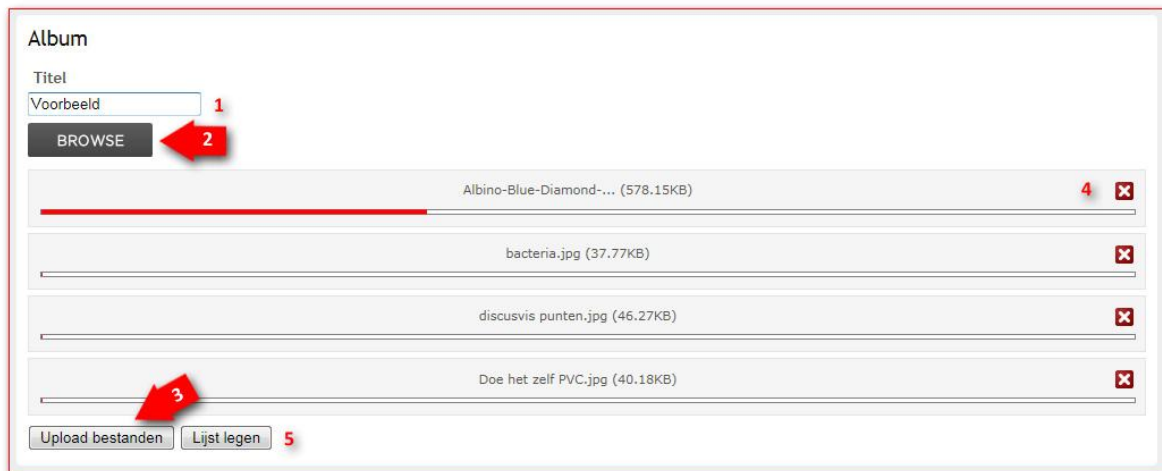 Album
Titel
Voorbeeld 1
BROWSE 2
Albino-Blue-Diamond-... (578.15KB) 4
bacteria.jpg (37.77KB)
discusvis punten.jpg (46.27KB)
Doe het zelf PVC.jpg (40.18KB)
3
Upload bestanden Lijst legen 5